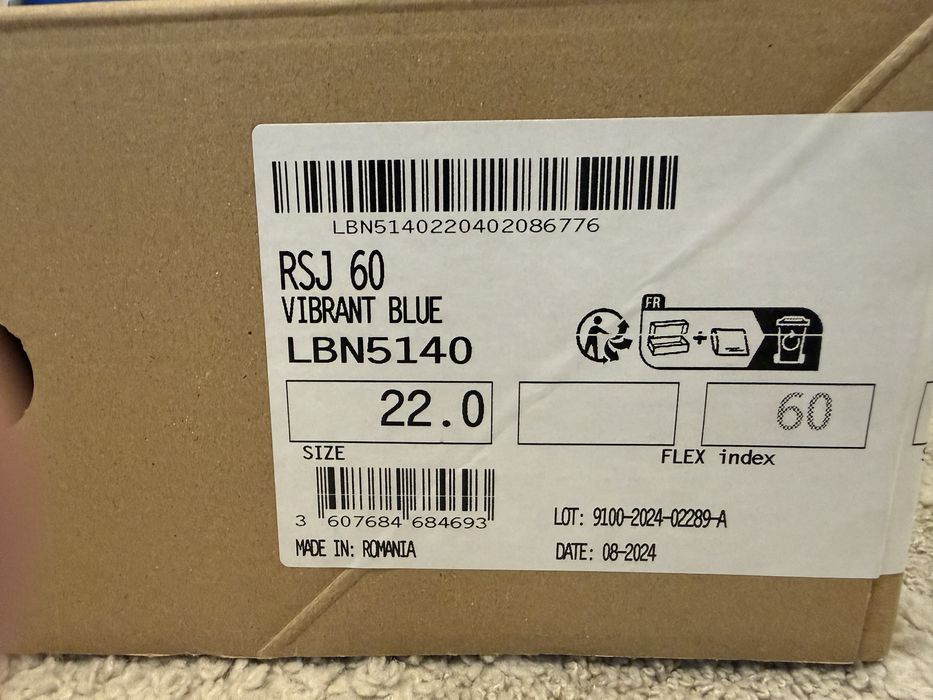 LBN5140220402086776
RSJ 60
VIBRANT BLUE
LBN5140
FR
22.0
60
SIZE
FLEX index
3 607684 684693
LOT: 9100-2024-02289-A
MADE IN: ROMANIA
DATE: 08-2024